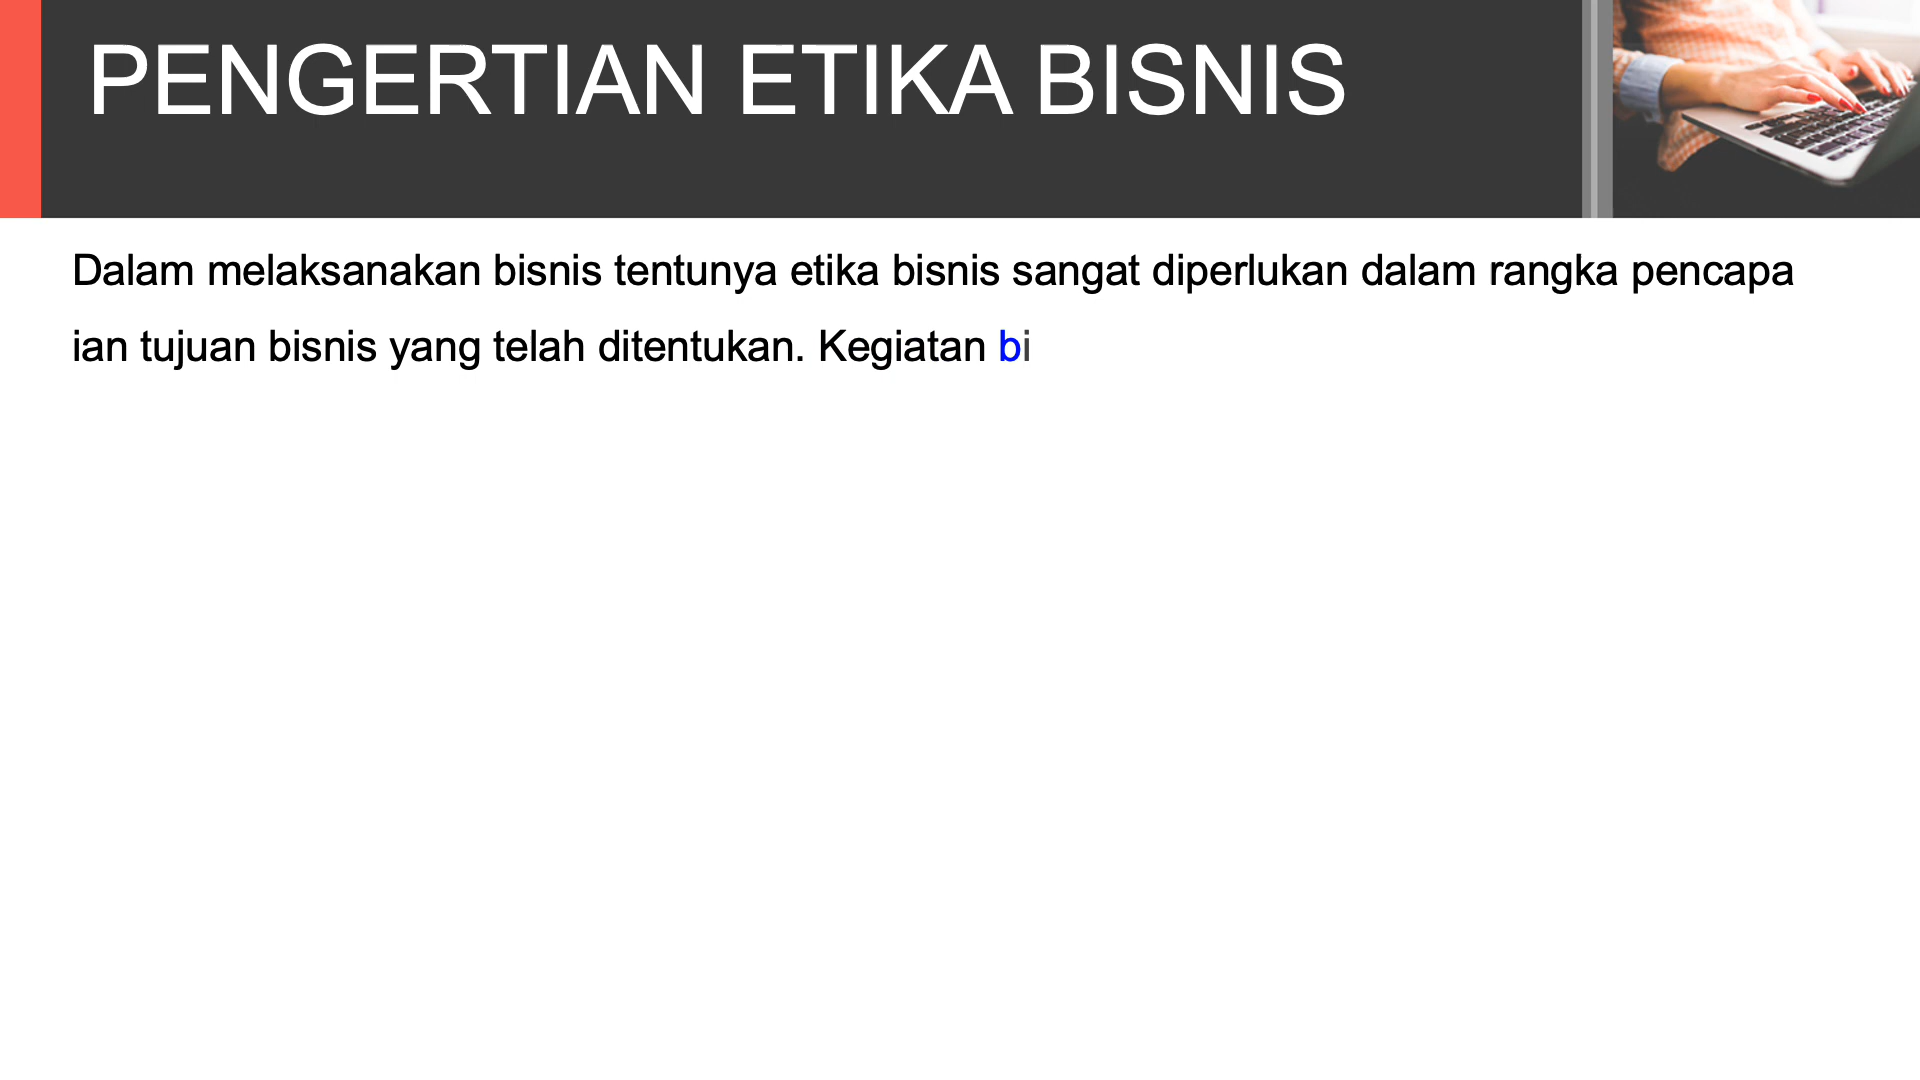 PENGERTIAN ETIKA BISNIS
Dalam melaksanakan bisnis tentunya etika bisnis sangat diperlukan dalam rangka pencapa
ian tujuan bisnis yang telah ditentukan. Kegiatan bi